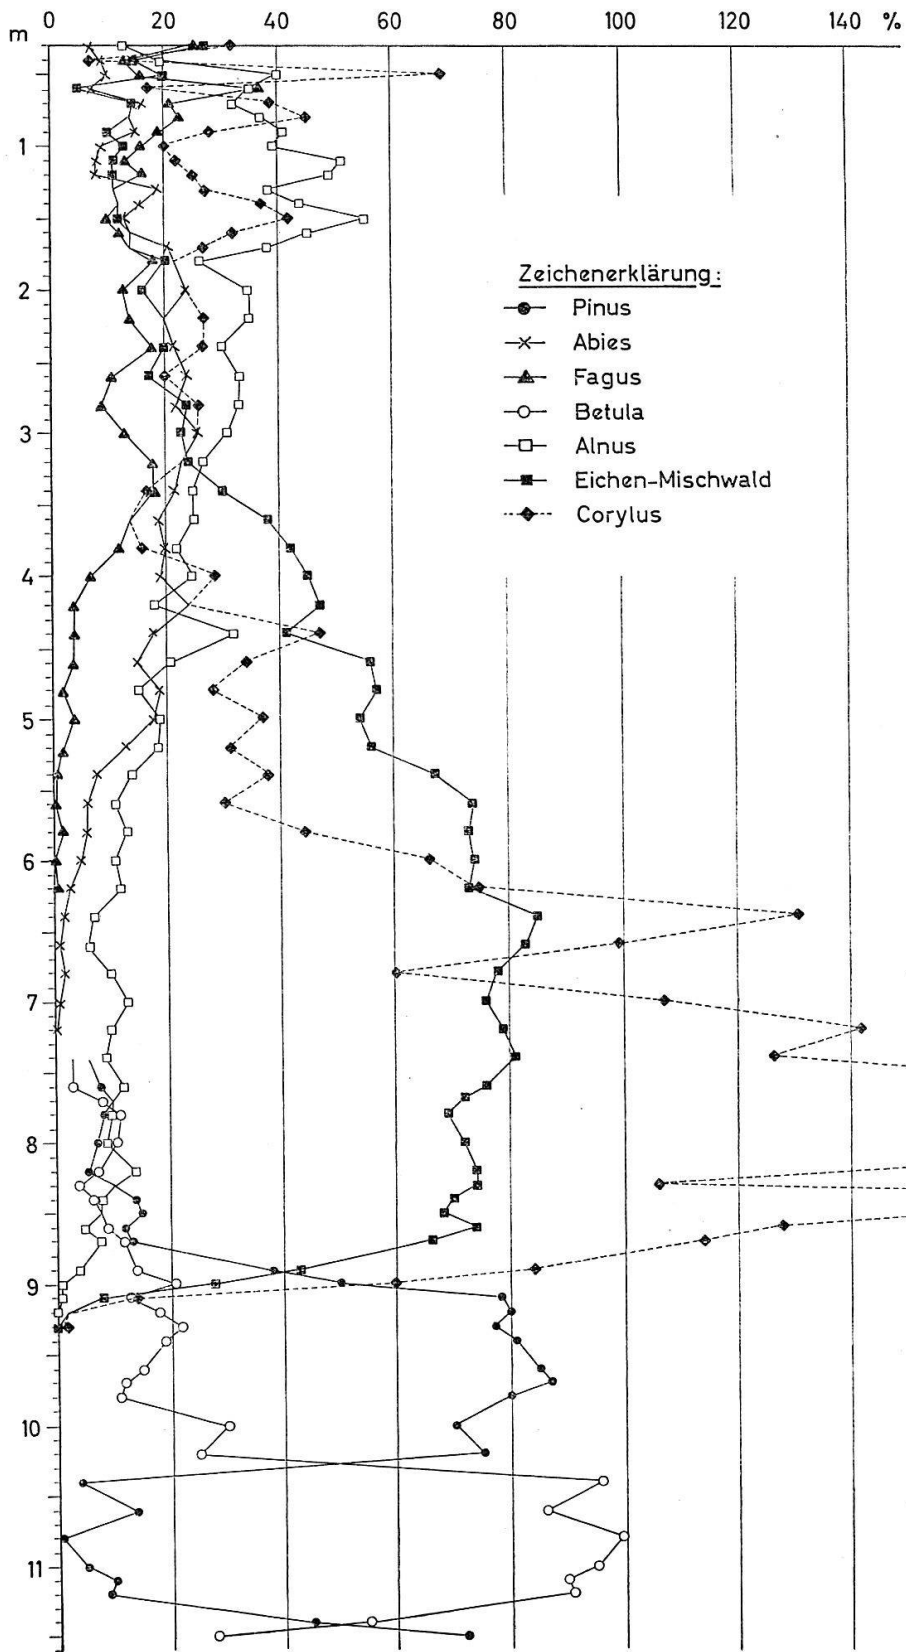 0 20 40 60 80 100 120 140 %
m
1
2
3
4
5
6
7
8
9
10
11
Zeichenerklärung:
Pinus
Abies
Fagus
Betula
Alnus
Eichen-Mischwald
Corylus